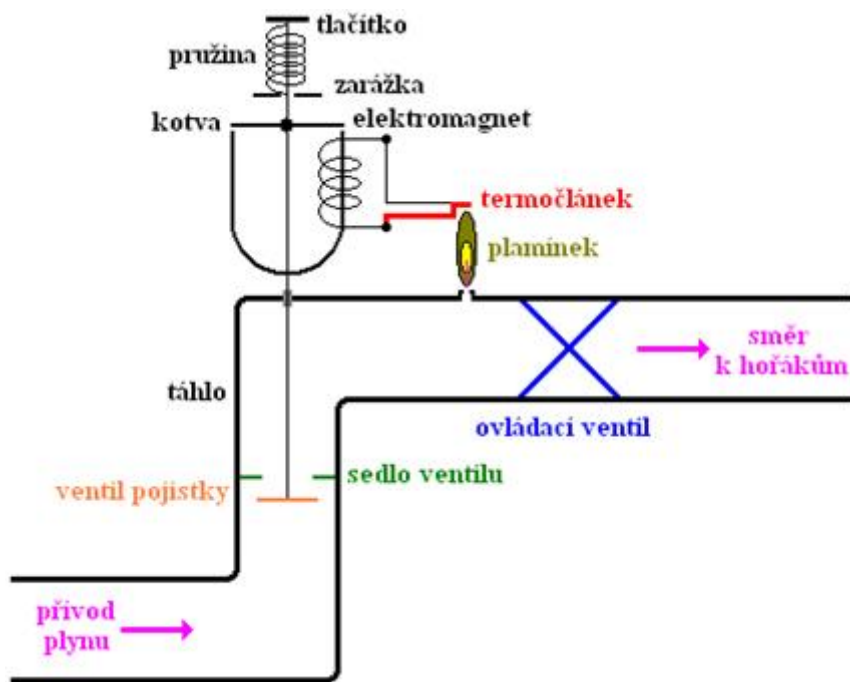 tlačítko
pružina
zarážka
kotva
elektromagnet
termočlánek
plamínek
směr
k hořákům
táhlo
ovládací ventil
sedlo ventilu
ventil pojistky
přívod
plynu